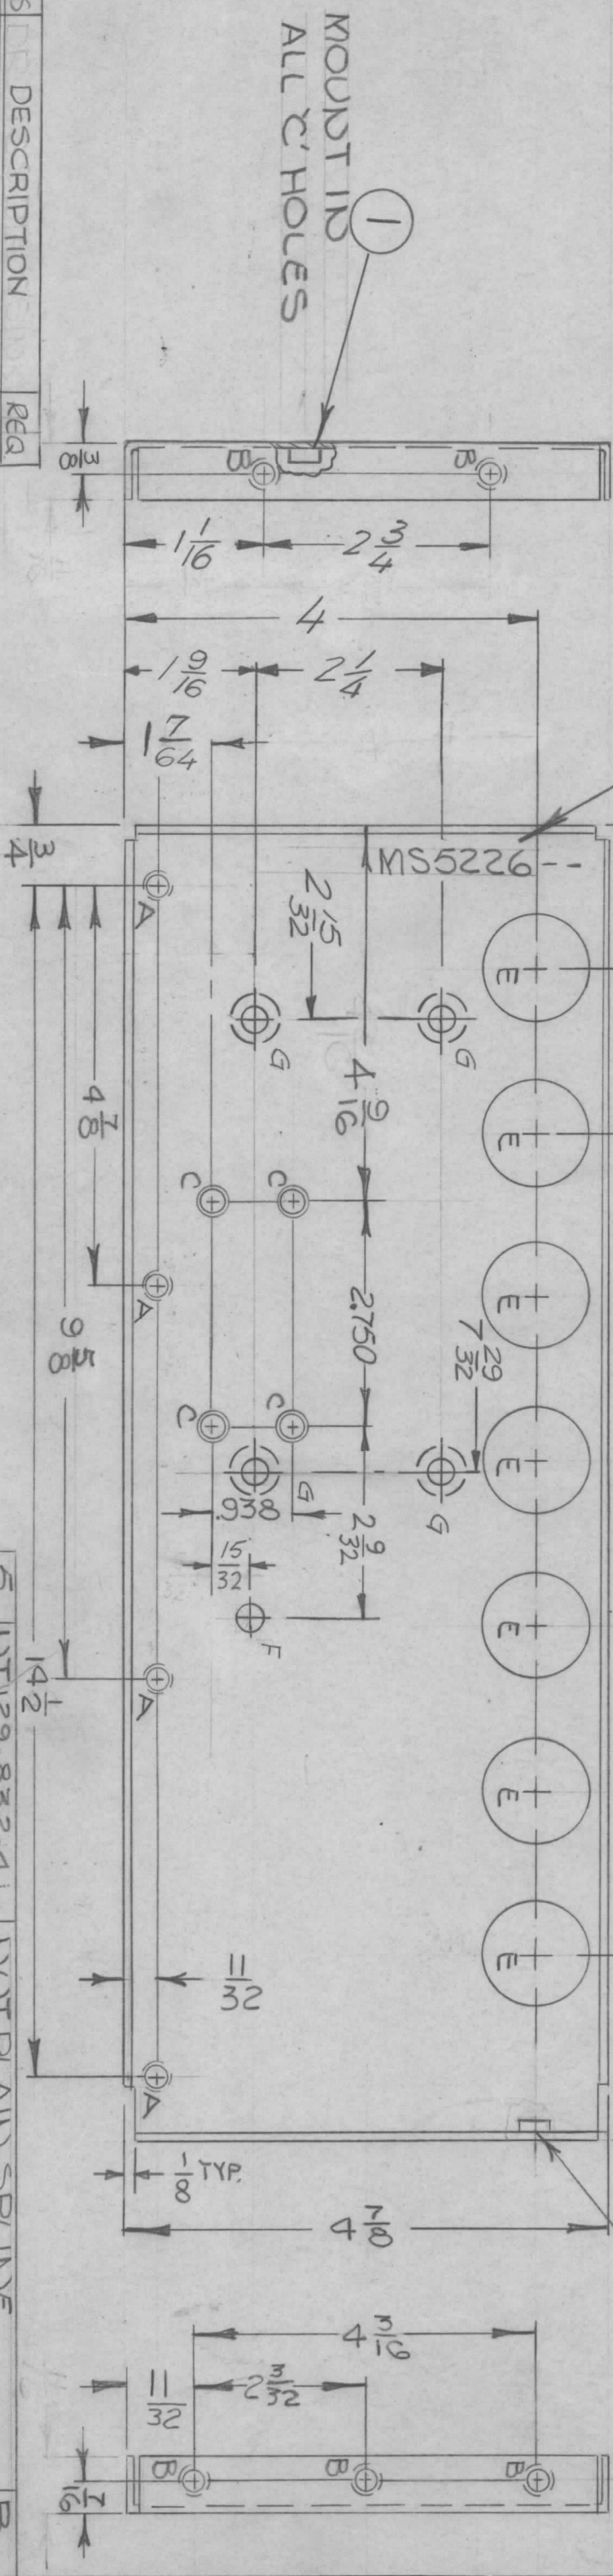 MOUNT IN
ALL 'C' HOLES
1
DESCRIPTION
REQ
3/8
B
B
1 1/16
2 3/4
4
1 9/16
2 1/4
1 7/64
3/4
MS5226--
A
2 15/32
E
G
G
4 9/16
E
4 7/8
C
C
A
2.750
E
9 5/8
7 29/32
C
C
E
G
G
.938
2 9/32
15/32
F
E
A
14 1/2
E
11/32
E
A
1/8 TYP.
4 7/8
4 3/16
11/32
2 3/32
B
B
B
7/16